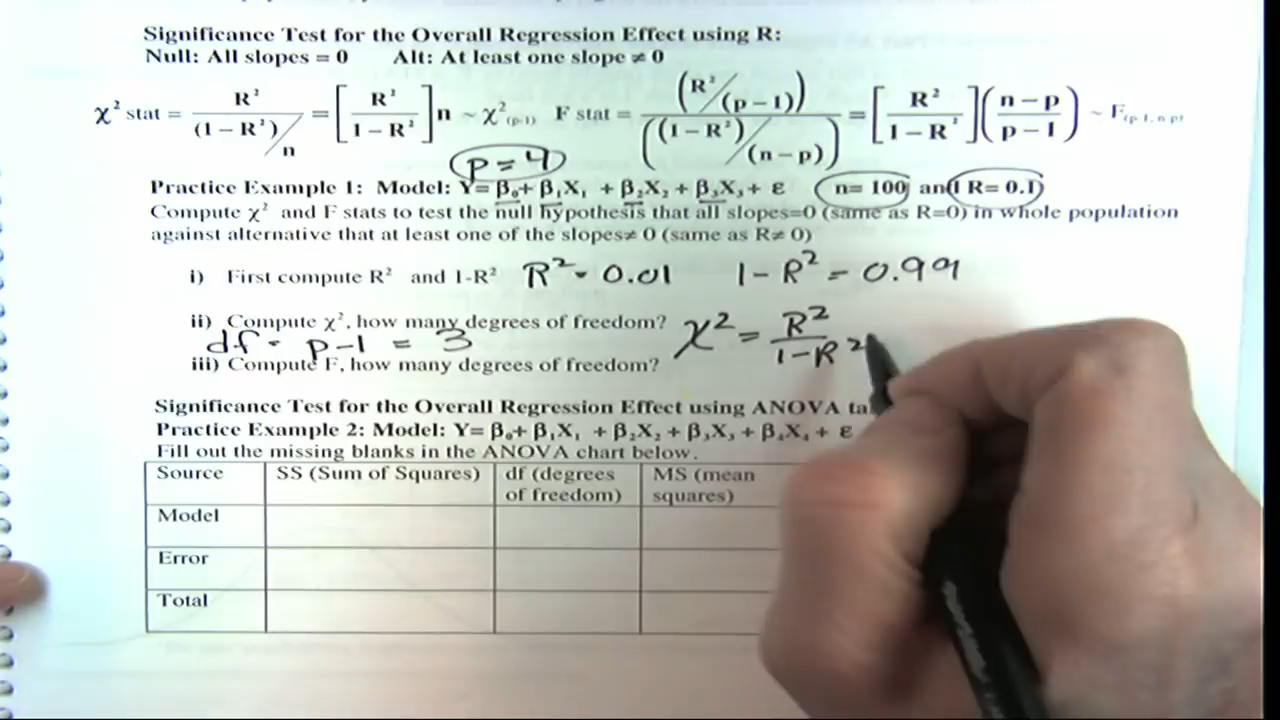 Significance Test for the Overall Regression Effect using R:
Null: All slopes = 0 Alt: At least one slope ≠ 0
χ² stat = R² / ((1 – R²)/n) = [R² / (1 – R²)] n ~ χ²(p-1) F stat = (R²/(p – 1)) / ((1 – R²)/(n – p)) = [R² / (1 – R²)] ((n – p)/(p – 1)) ~ F(p-1, n-p)
p = 4
Practice Example 1: Model: Y= β₀+ β₁X₁ + β₂X₂ + β₃X₃ + ε n= 100 and R= 0.1
Compute χ² and F stats to test the null hypothesis that all slopes=0 (same as R=0) in whole population
against alternative that at least one of the slopes≠ 0 (same as R≠ 0)
i) First compute R² and 1-R² R² = 0.01 1 – R² = 0.99
ii) Compute χ², how many degrees of freedom? χ² = R² / 1-R²
df = p-1 = 3
iii) Compute F, how many degrees of freedom?
Significance Test for the Overall Regression Effect using ANOVA
Practice Example 2: Model: Y= β₀+ β₁X₁ + β₂X₂ + β₃X₃ + β₄X₄ + ε
Fill out the missing blanks in the ANOVA chart below.
Source SS (Sum of Squares) df (degrees of freedom) MS (mean squares)
Model
Error
Total